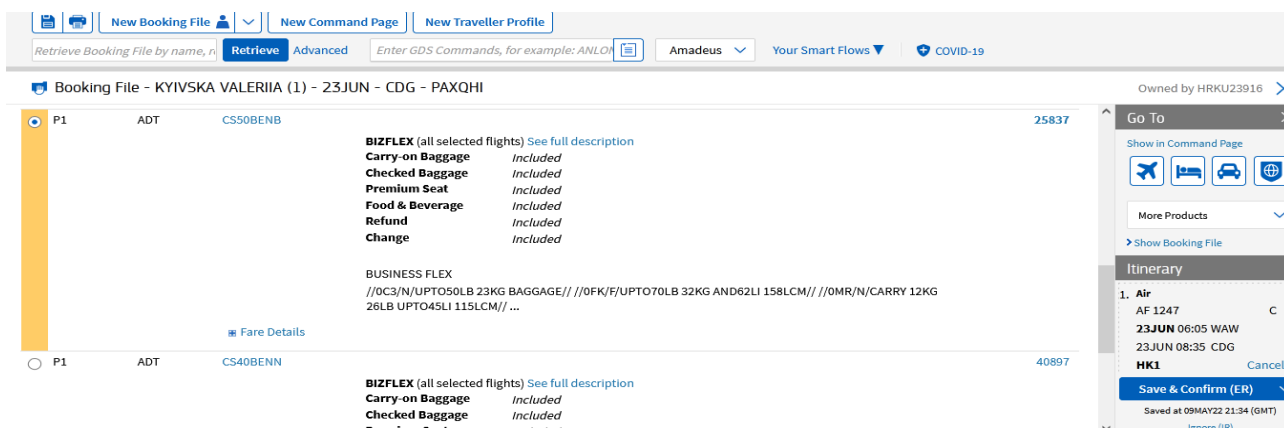 New Booking File
New Command Page
New Traveller Profile
Retrieve Booking File by name, r
Retrieve
Advanced
Enter GDS Commands, for example: ANLON
Amadeus
Your Smart Flows
COVID-19
Booking File - KYIVSKA VALERIIA (1) - 23JUN - CDG - PAXQHI
Owned by HRKU23916
P1 ADT CS50BENB 25837
BIZFLEX (all selected flights) See full description
Carry-on Baggage Included
Checked Baggage Included
Premium Seat Included
Food & Beverage Included
Refund Included
Change Included
BUSINESS FLEX
//0C3/N/UPTO50LB 23KG BAGGAGE// //0FK/F/UPTO70LB 32KG AND62LI 158LCM// //0MR/N/CARRY 12KG
26LB UPTO45LI 115LCM// ...
Fare Details
P1 ADT CS40BENN 40897
BIZFLEX (all selected flights) See full description
Carry-on Baggage Included
Checked Baggage Included
Go To
Show in Command Page
More Products
Show Booking File
Itinerary
1. Air
AF 1247 C
23JUN 06:05 WAW
23JUN 08:35 CDG
HK1 Cancel
Save & Confirm (ER)
Saved at 09MAY22 21:34 (GMT)